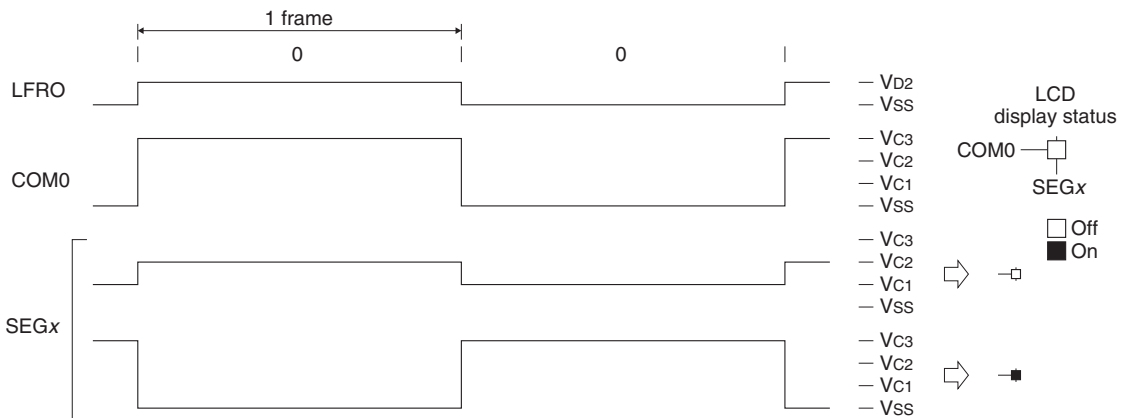 1 frame
0 0
LFRO
VD2
VSS
LCD
display status
COM0
SEGx
Off
On
COM0
VC3
VC2
VC1
VSS
SEGx
VC3
VC2
VC1
VSS
VC3
VC2
VC1
VSS